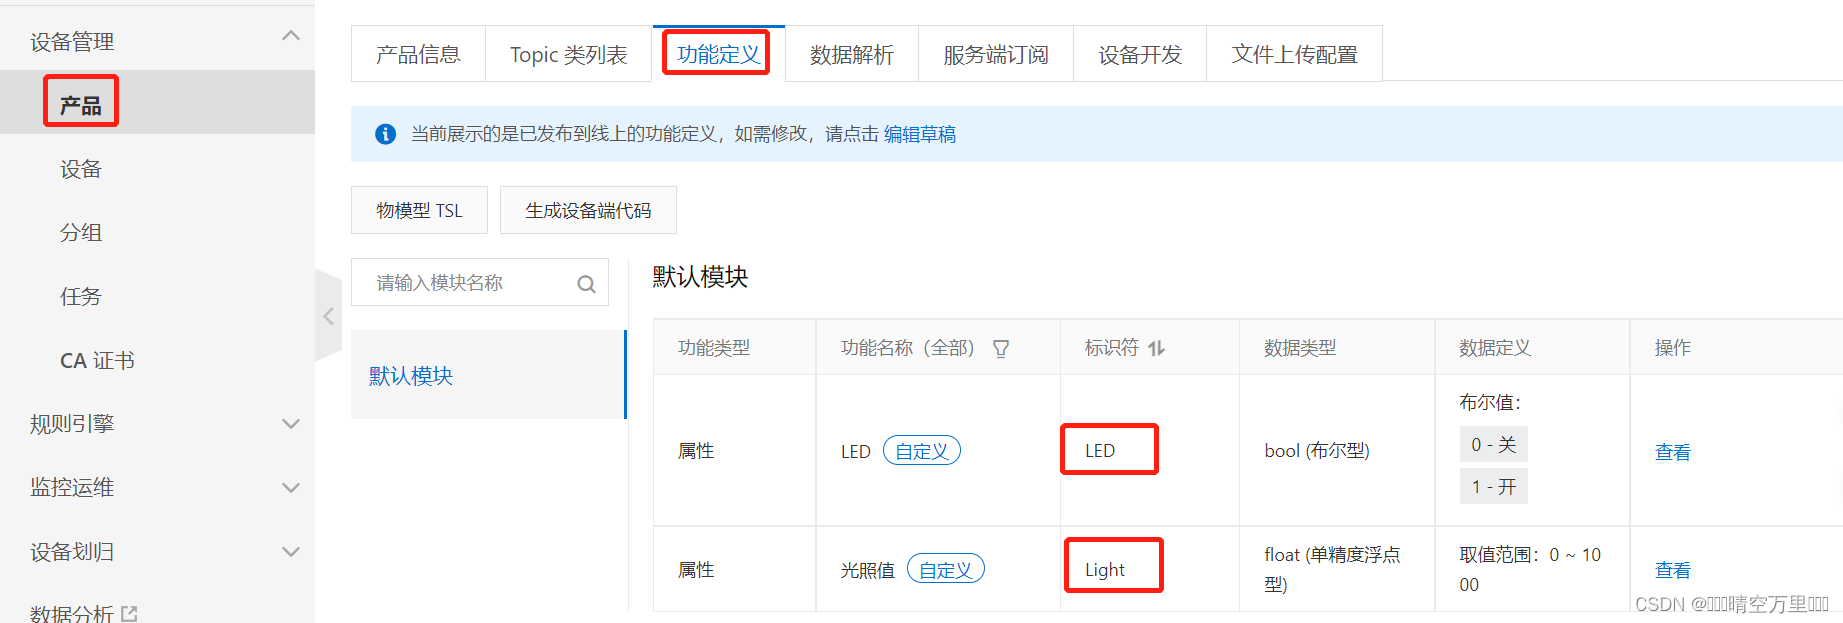 设备管理
产品
设备
分组
任务
CA 证书
规则引擎
监控运维
设备划归
数据分析
产品信息
Topic 类列表
功能定义
数据解析
服务端订阅
设备开发
文件上传配置
当前展示的是已发布到线上的功能定义，如需修改，请点击 编辑草稿
物模型 TSL
生成设备端代码
请输入模块名称
默认模块
默认模块
功能类型
功能名称（全部）
标识符
数据类型
数据定义
操作
属性
LED 自定义
LED
bool (布尔型)
布尔值：
0 - 关
1 - 开
查看
属性
光照值 自定义
Light
float (单精度浮点
型)
取值范围：0 ~ 10
00
查看
CSDN @晴空万里